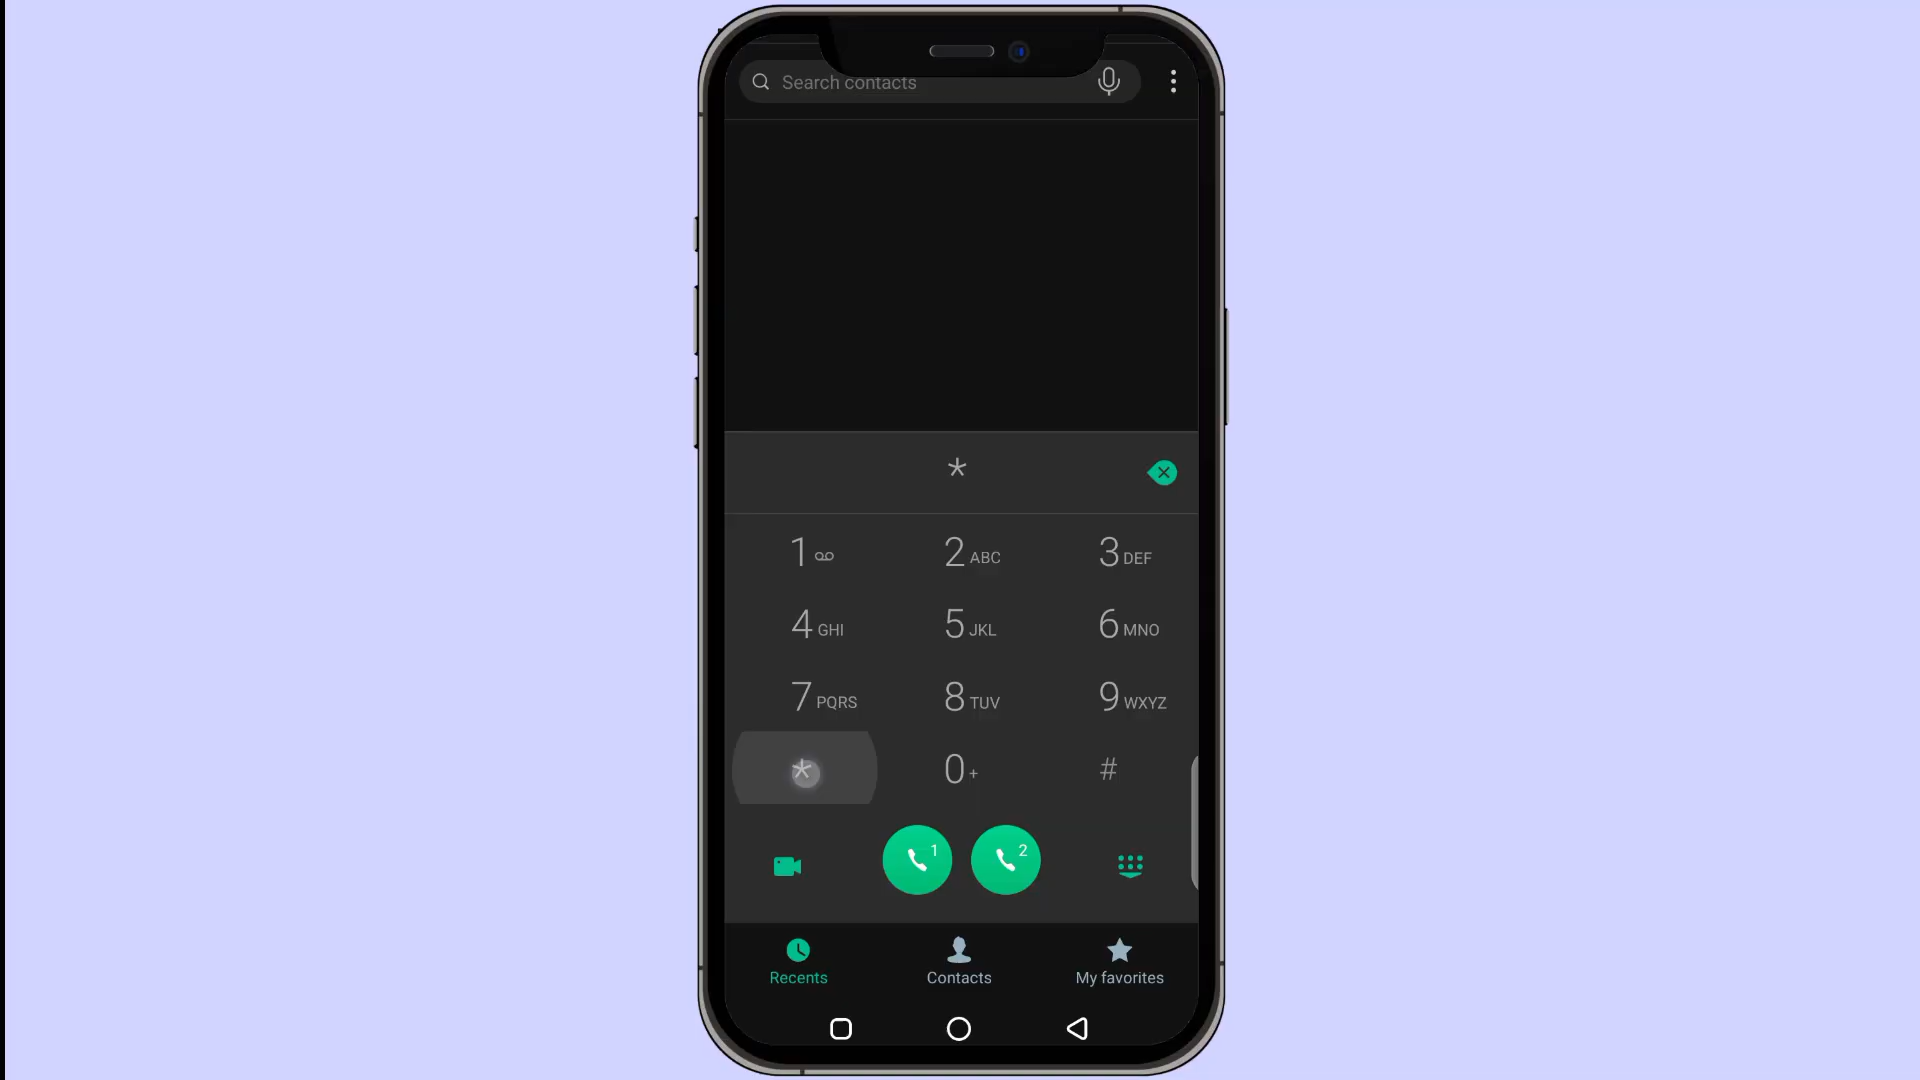 Search contacts
*
1
2 ABC
3 DEF
4 GHI
5 JKL
6 MNO
7 PQRS
8 TUV
9 WXYZ
*
0 +
#
1
2
Recents
Contacts
My favorites